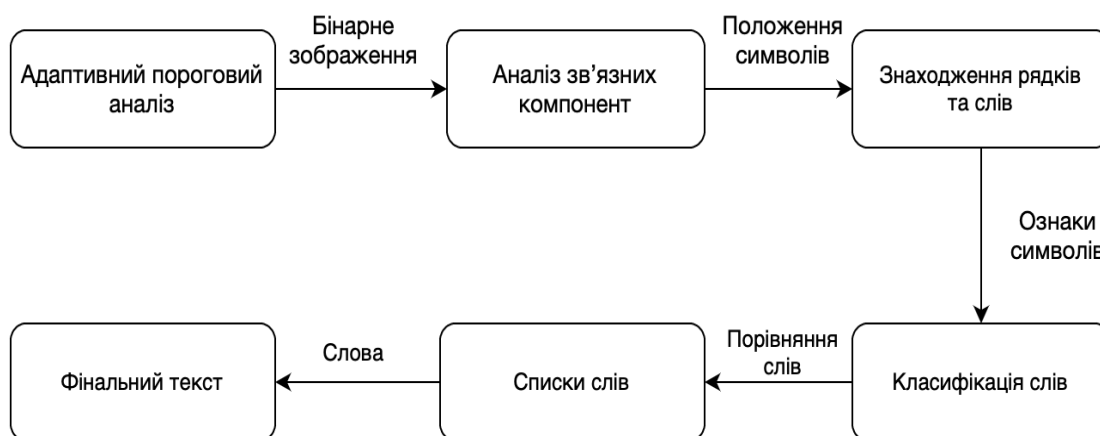 Адаптивний пороговий
аналіз
Бінарне
зображення
Аналіз зв’язних
компонент
Положення
символів
Знаходження рядків
та слів
Ознаки
символів
Класифікація слів
Порівняння
слів
Списки слів
Слова
Фінальний текст